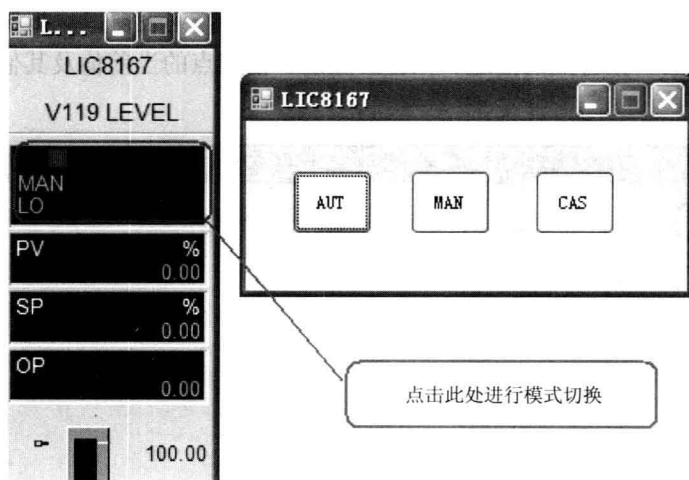 L...
LIC8167
V119 LEVEL
MAN
LO
PV %
0.00
SP %
0.00
OP
0.00
100.00
LIC8167
AUT MAN CAS
点击此处进行模式切换